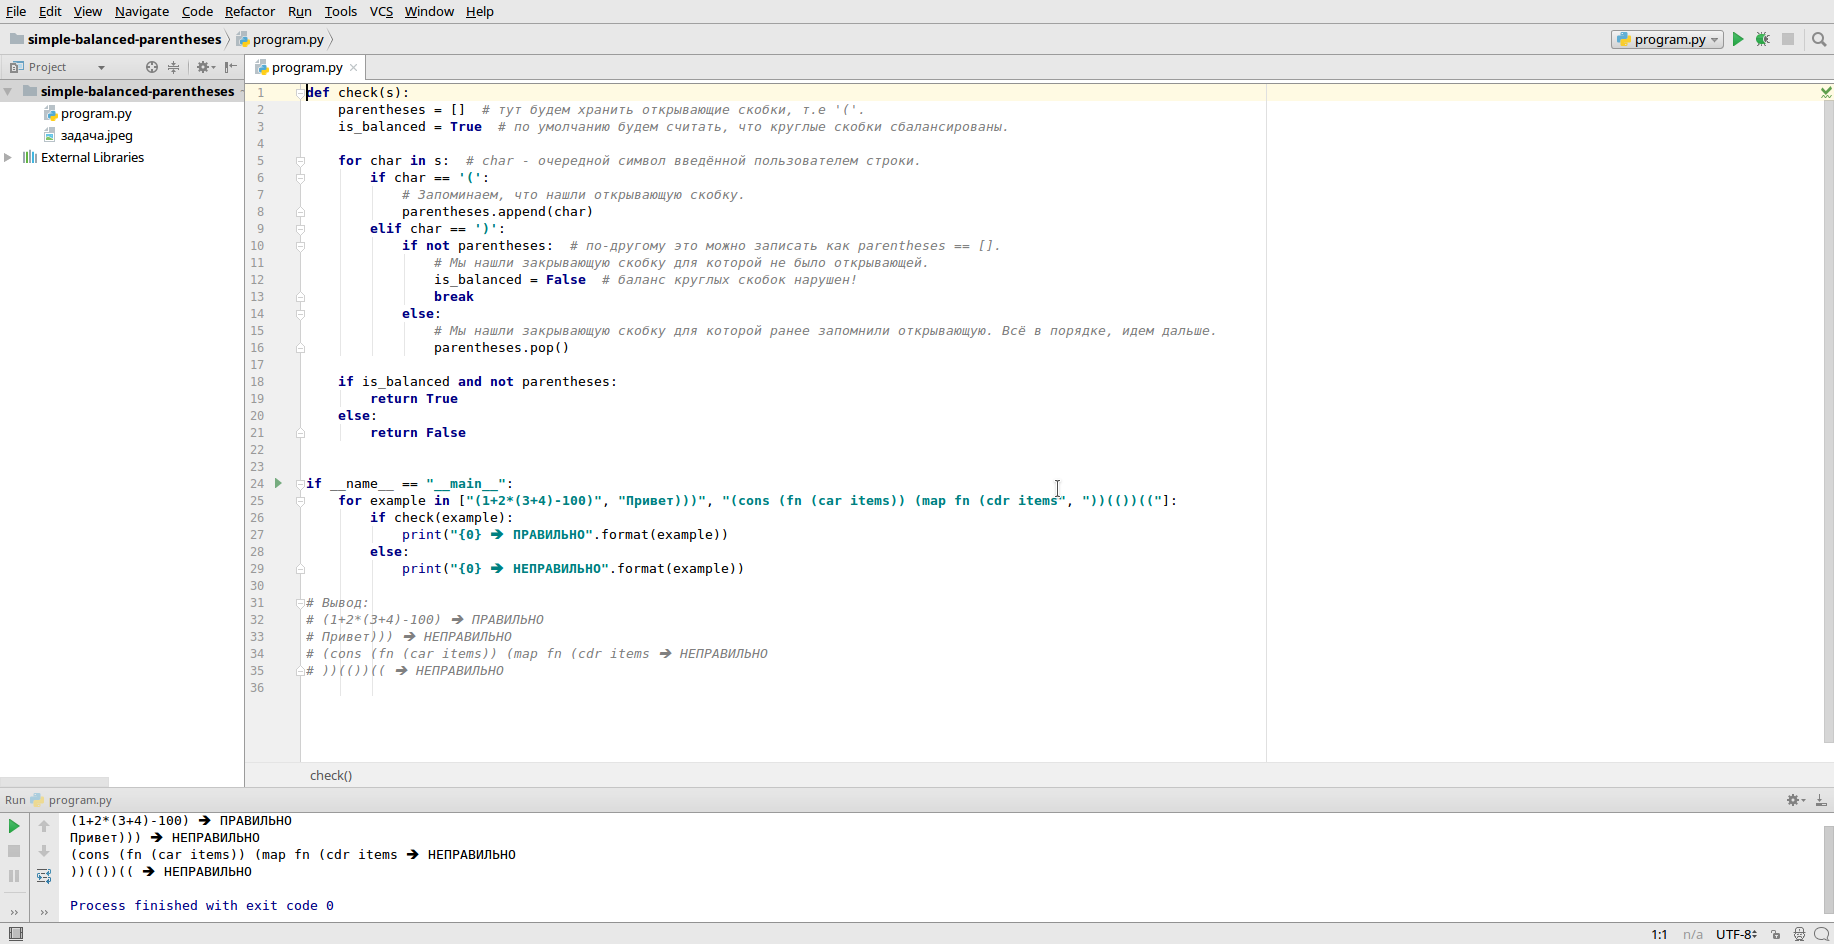 File Edit View Navigate Code Refactor Run Tools VCS Window Help
simple-balanced-parentheses program.py program.py
Project program.py
simple-balanced-parentheses
program.py
задача.jpeg
External Libraries
1 def check(s):
2 parentheses = [] # тут будем хранить открывающие скобки, т.е '('.
3 is_balanced = True # по умолчанию будем считать, что круглые скобки сбалансированы.
4
5 for char in s: # char - очередной символ введённой пользователем строки.
6 if char == '(':
7 # Запоминаем, что нашли открывающую скобку.
8 parentheses.append(char)
9 elif char == ')':
10 if not parentheses: # по-другому это можно записать как parentheses == [].
11 # Мы нашли закрывающую скобку для которой не было открывающей.
12 is_balanced = False # баланс круглых скобок нарушен!
13 break
14 else:
15 # Мы нашли закрывающую скобку для которой ранее запомнили открывающую. Всё в порядке, идем дальше.
16 parentheses.pop()
17
18 if is_balanced and not parentheses:
19 return True
20 else:
21 return False
22
23
24 if __name__ == "__main__":
25 for example in ["(1+2*(3+4)-100)", "Привет)))", "(cons (fn (car items)) (map fn (cdr items", "))(())(("]:
26 if check(example):
27 print("{0} ➔ ПРАВИЛЬНО".format(example))
28 else:
29 print("{0} ➔ НЕПРАВИЛЬНО".format(example))
30
31 # Вывод:
32 # (1+2*(3+4)-100) ➔ ПРАВИЛЬНО
33 # Привет))) ➔ НЕПРАВИЛЬНО
34 # (cons (fn (car items)) (map fn (cdr items ➔ НЕПРАВИЛЬНО
35 # ))(())(( ➔ НЕПРАВИЛЬНО
36
check()
Run program.py
(1+2*(3+4)-100) ➔ ПРАВИЛЬНО
Привет))) ➔ НЕПРАВИЛЬНО
(cons (fn (car items)) (map fn (cdr items ➔ НЕПРАВИЛЬНО
))(())(( ➔ НЕПРАВИЛЬНО
Process finished with exit code 0
1:1 n/a UTF-8